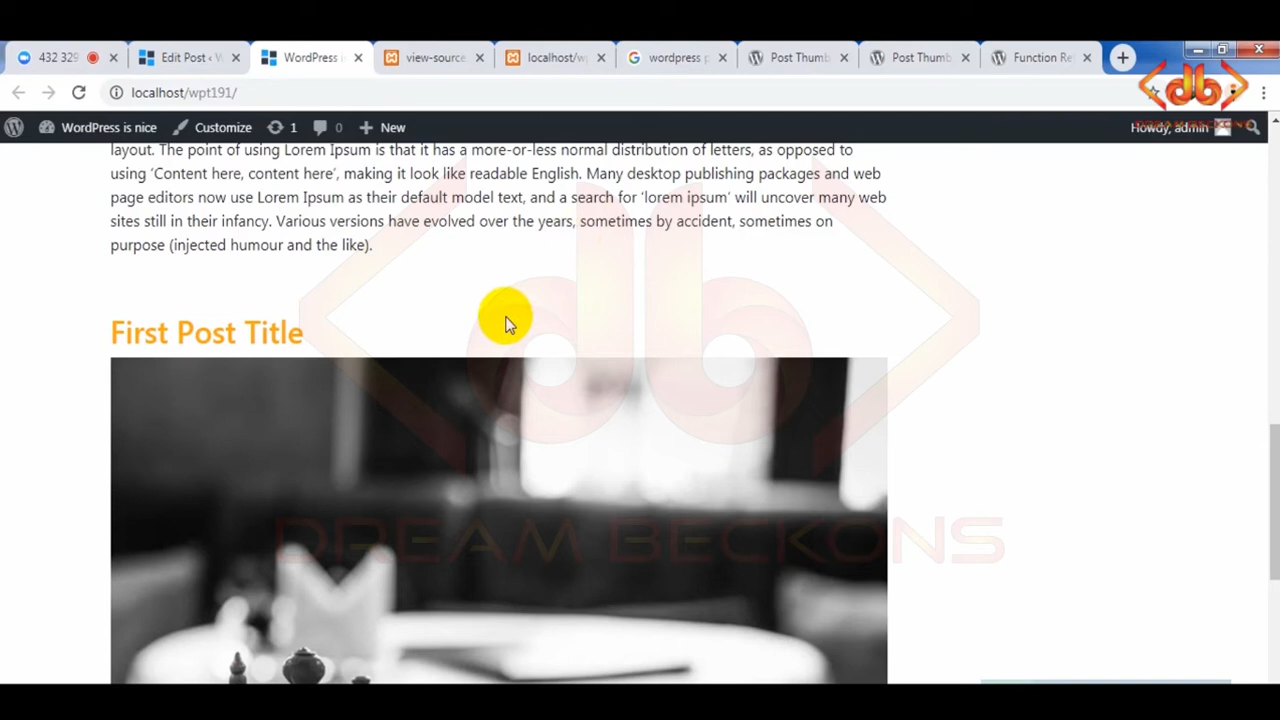 432 329
Edit Post ‹ W
WordPress i
view-source
localhost/w
wordpress p
Post Thumb
Post Thumb
Function Re
localhost/wpt191/
WordPress is nice
Customize
1
0
New
Howdy, admin
db
DREAM BECKONS
layout. The point of using Lorem Ipsum is that it has a more-or-less normal distribution of letters, as opposed to
using ‘Content here, content here’, making it look like readable English. Many desktop publishing packages and web
page editors now use Lorem Ipsum as their default model text, and a search for ‘lorem ipsum’ will uncover many web
sites still in their infancy. Various versions have evolved over the years, sometimes by accident, sometimes on
purpose (injected humour and the like).
First Post Title
db
DREAM BECKONS